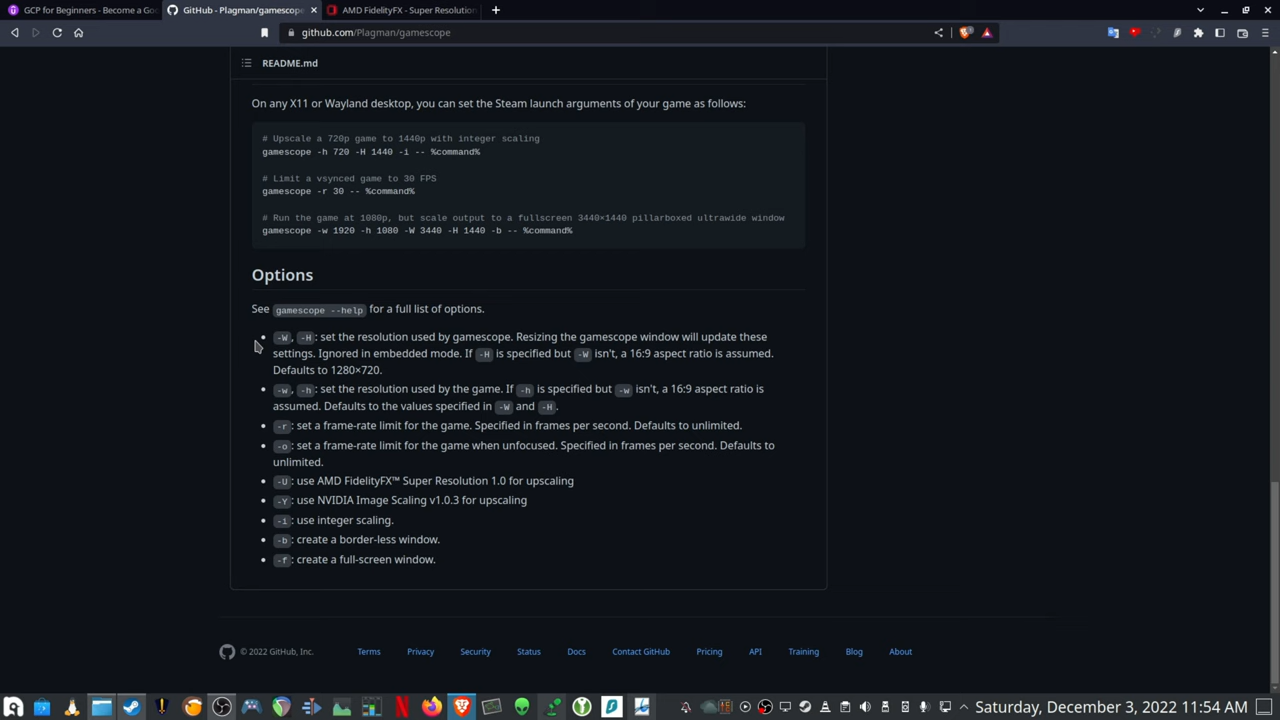 GCP for Beginners - Become a Goo
GitHub - Plagman/gamescope
AMD FidelityFX - Super Resolution
github.com/Plagman/gamescope
README.md
On any X11 or Wayland desktop, you can set the Steam launch arguments of your game as follows:
# Upscale a 720p game to 1440p with integer scaling
gamescope -h 720 -H 1440 -i -- %command%
# Limit a vsynced game to 30 FPS
gamescope -r 30 -- %command%
# Run the game at 1080p, but scale output to a fullscreen 3440×1440 pillarboxed ultrawide window
gamescope -w 1920 -h 1080 -W 3440 -H 1440 -b -- %command%
Options
See gamescope --help for a full list of options.
-W, -H: set the resolution used by gamescope. Resizing the gamescope window will update these
settings. Ignored in embedded mode. If -H is specified but -W isn't, a 16:9 aspect ratio is assumed.
Defaults to 1280×720.
-w, -h: set the resolution used by the game. If -h is specified but -w isn't, a 16:9 aspect ratio is
assumed. Defaults to the values specified in -W and -H.
-r: set a frame-rate limit for the game. Specified in frames per second. Defaults to unlimited.
-o: set a frame-rate limit for the game when unfocused. Specified in frames per second. Defaults to
unlimited.
-U: use AMD FidelityFX™ Super Resolution 1.0 for upscaling
-Y: use NVIDIA Image Scaling v1.0.3 for upscaling
-i: use integer scaling.
-b: create a border-less window.
-f: create a full-screen window.
© 2022 GitHub, Inc.
Terms
Privacy
Security
Status
Docs
Contact GitHub
Pricing
API
Training
Blog
About
Saturday, December 3, 2022 11:54 AM